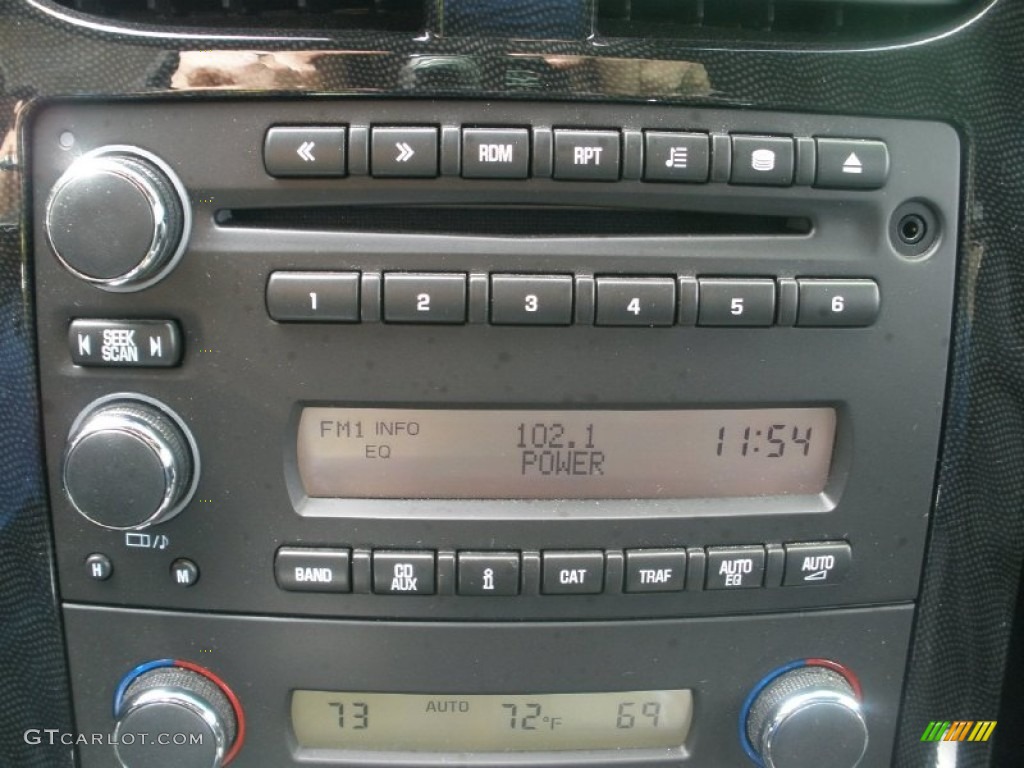 RDM RPT
1 2 3 4 5 6
SEEK
SCAN
FM1 INFO 102.1 11:54
EQ POWER
H M
BAND CD AUX i CAT TRAF AUTO EQ AUTO
73 AUTO 72°F 69
GTCARLOT.COM